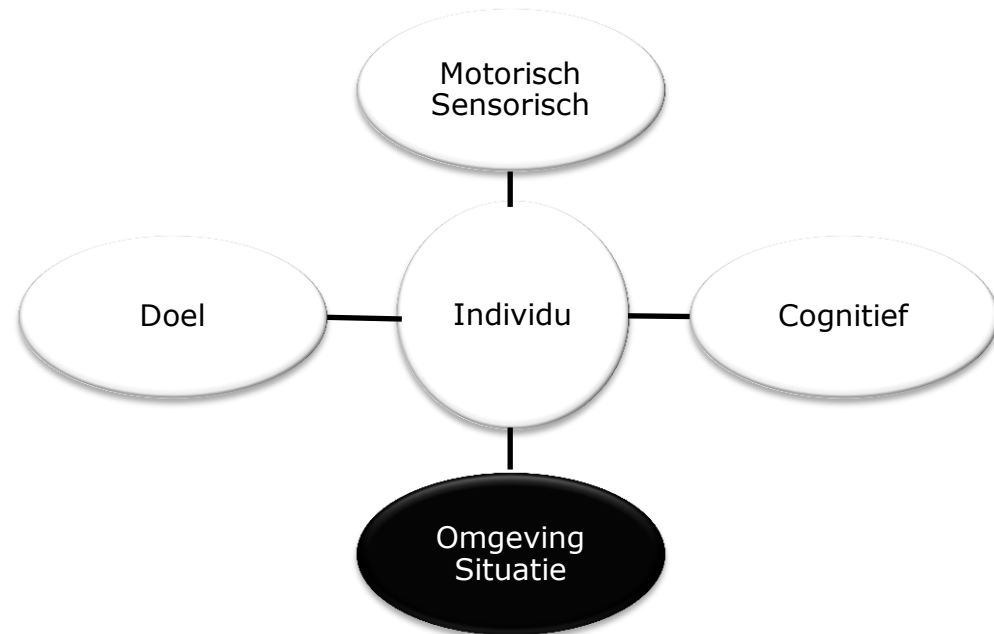 Motorisch
Sensorisch
Doel
Individu
Cognitief
Omgeving
Situatie